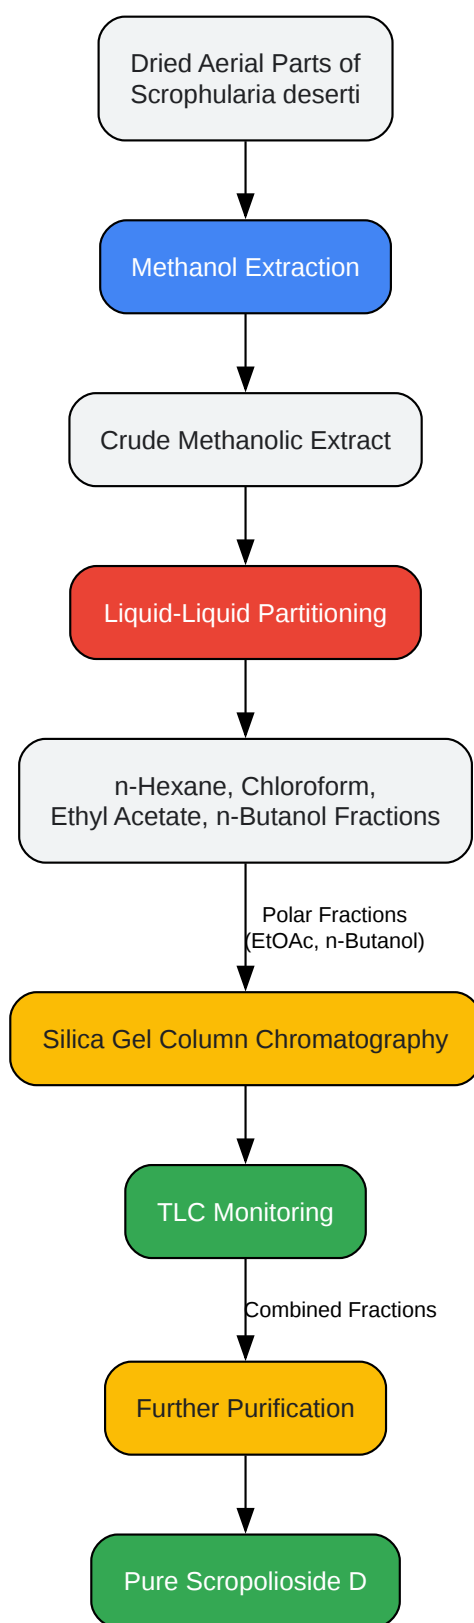 Dried Aerial Parts of
Scrophularia deserti
Methanol Extraction
Crude Methanolic Extract
Liquid-Liquid Partitioning
n-Hexane, Chloroform,
Ethyl Acetate, n-Butanol Fractions
Polar Fractions
(EtOAc, n-Butanol)
Silica Gel Column Chromatography
TLC Monitoring
Combined Fractions
Further Purification
Pure Scropolioside D